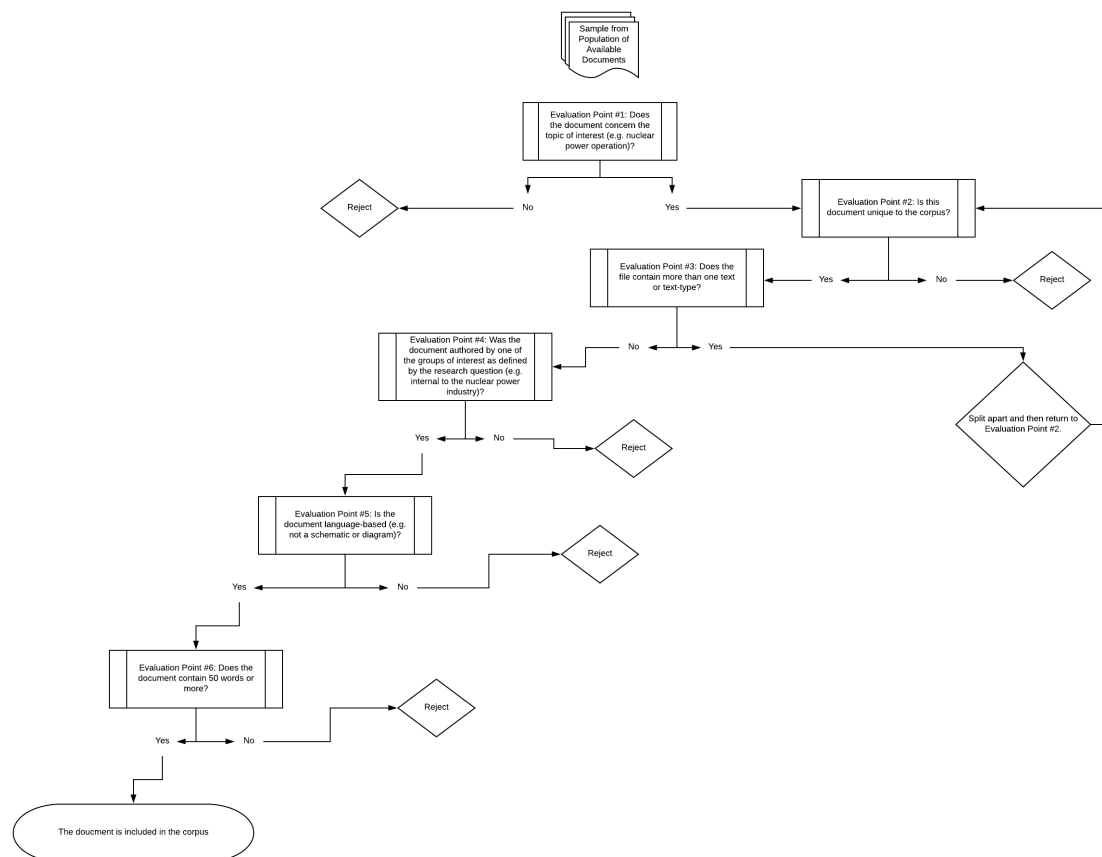 Sample from
Population of
Available
Documents
Evaluation Point #1: Does
the document concern the
topic of interest (e.g. nuclear
power operation)?
Reject
No
Yes
Evaluation Point #2: Is this
document unique to the corpus?
Evaluation Point #3: Does the
file contain more than one text
or text-type?
Yes
No
Reject
Evaluation Point #4: Was the
document authored by one of
the groups of interest as defined
by the research question (e.g.
internal to the nuclear power
industry)?
No
Yes
Split apart and then return to
Evaluation Point #2.
Yes
No
Reject
Evaluation Point #5: Is the
document language-based (e.g.
not a schematic or diagram)?
Reject
Yes
No
Evaluation Point #6: Does the
document contain 50 words or
more?
Reject
Yes
No
The doucment is included in the corpus